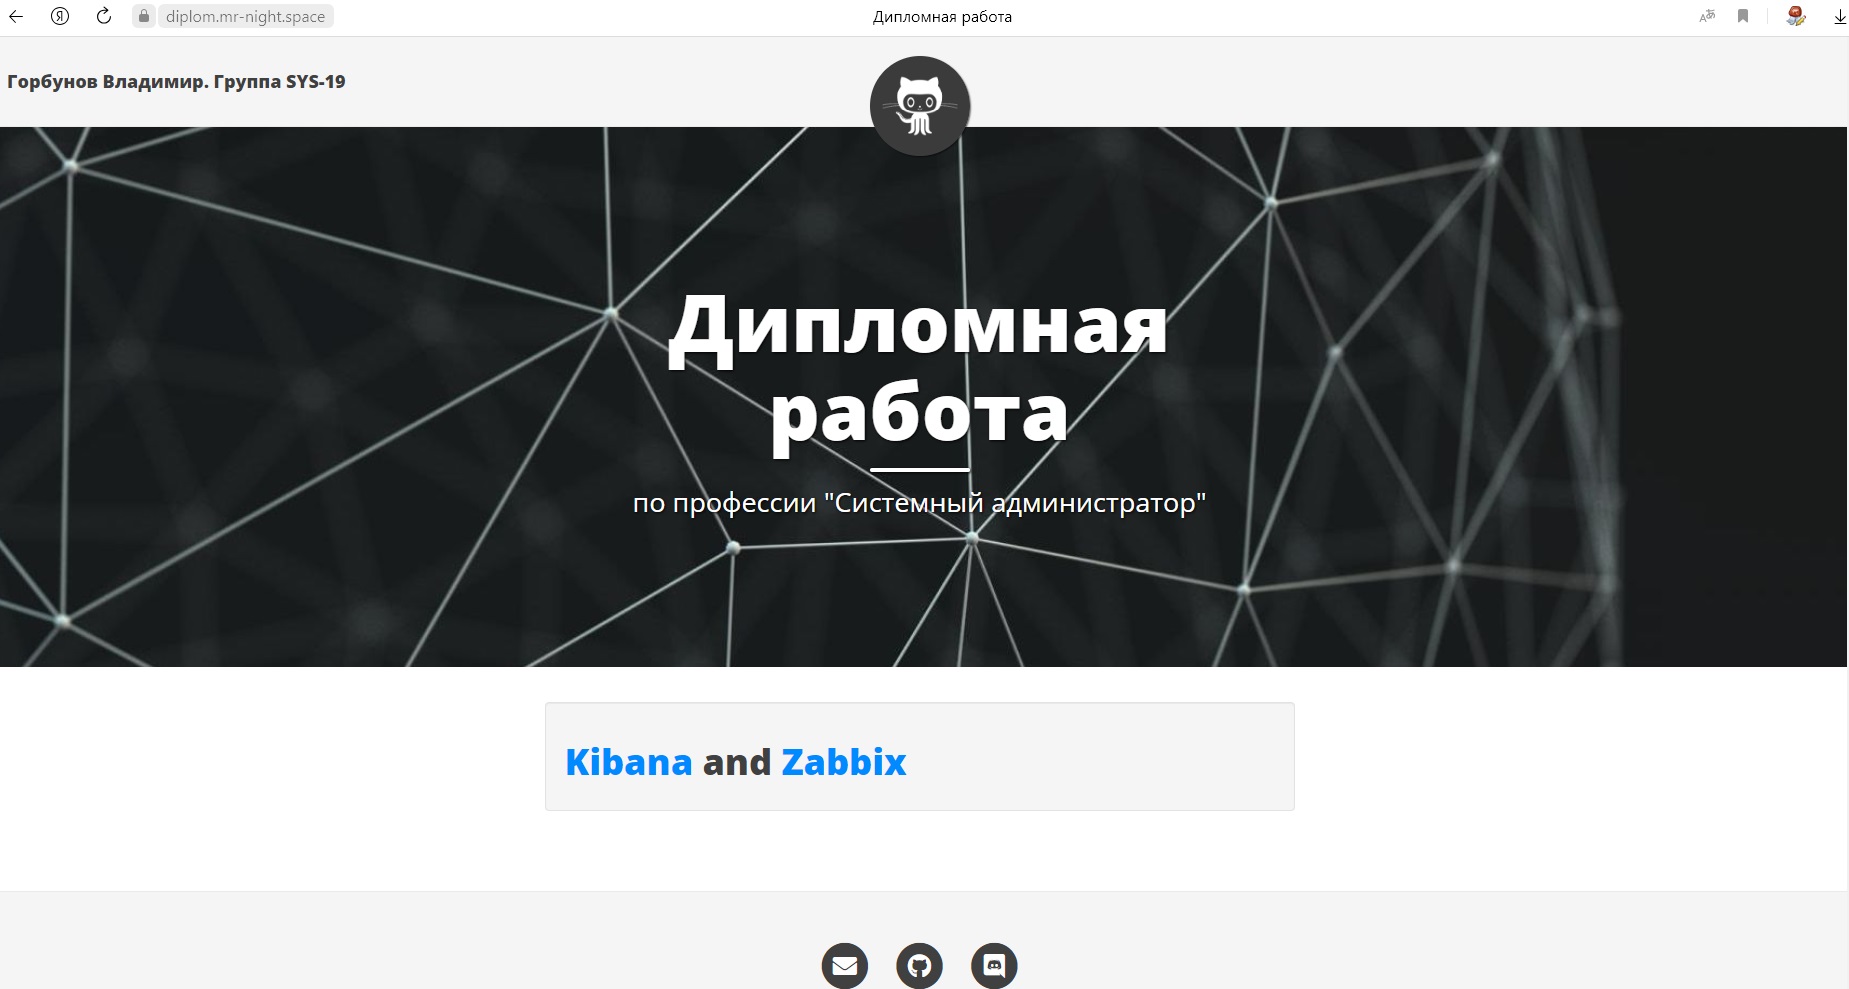 diplom.mr-night.space
Дипломная работа
Горбунов Владимир. Группа SYS-19
Дипломная
работа
по профессии "Системный администратор"
Kibana and Zabbix